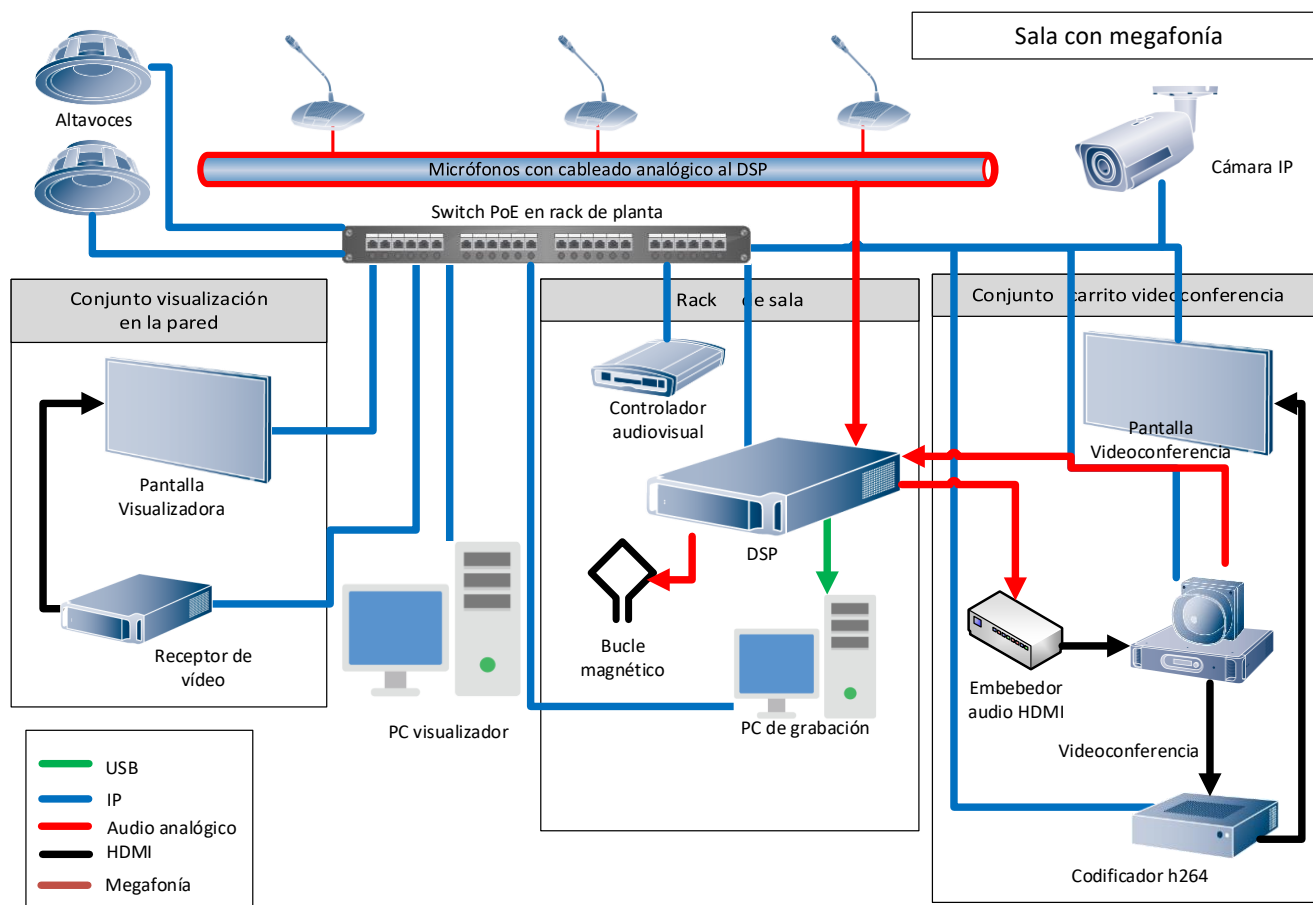 Sala con megafonía
Altavoces
Micrófonos con cableado analógico al DSP
Cámara IP
Switch PoE en rack de planta
Conjunto visualización
en la pared
Rack de sala
Conjunto carrito videoconferencia
Controlador
audiovisual
Pantalla
Videoconferencia
Pantalla
Visualizadora
DSP
Receptor de
vídeo
Bucle
magnético
Embebedor
audio HDMI
PC visualizador
PC de grabación
Videoconferencia
Codificador h264
USB
IP
Audio analógico
HDMI
Megafonía